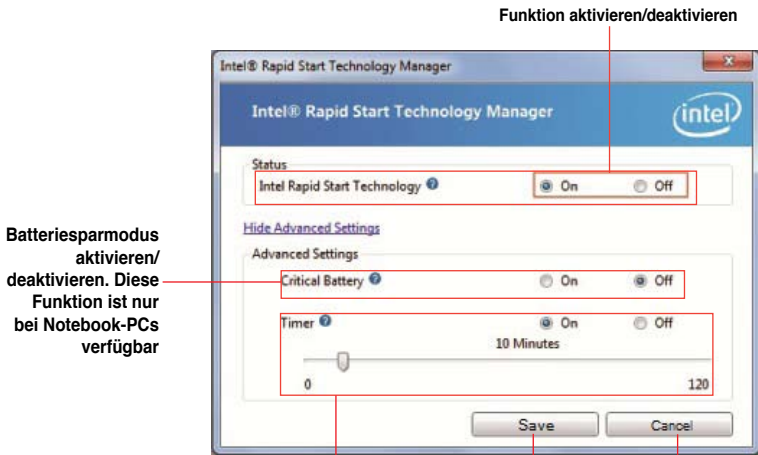 Funktion aktivieren/deaktivieren
Intel® Rapid Start Technology Manager
x
Intel® Rapid Start Technology Manager
(intel)
Status
Intel Rapid Start Technology ? On Off
Hide Advanced Settings
Batteriesparmodus
aktivieren/
deaktivieren. Diese
Funktion ist nur
bei Notebook-PCs
verfügbar
Advanced Settings
Critical Battery ? On Off
Timer ? On Off
10 Minutes
0 120
Save Cancel